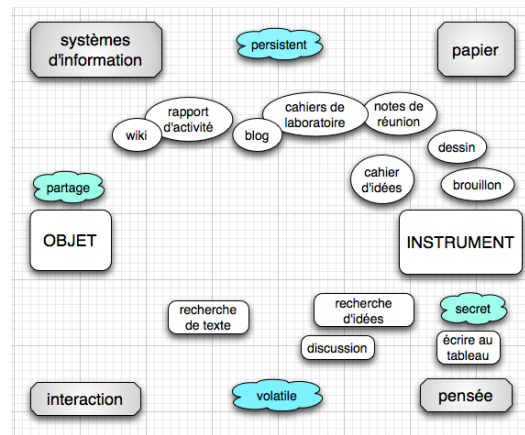 systèmes
d'information
persistent
papier
rapport
d'activité
cahiers de
laboratoire
notes de
réunion
wiki
blog
dessin
cahier
d'idées
brouillon
partage
OBJET
INSTRUMENT
recherche
de texte
recherche
d'idées
secret
discussion
écrire au
tableau
interaction
volatile
pensée